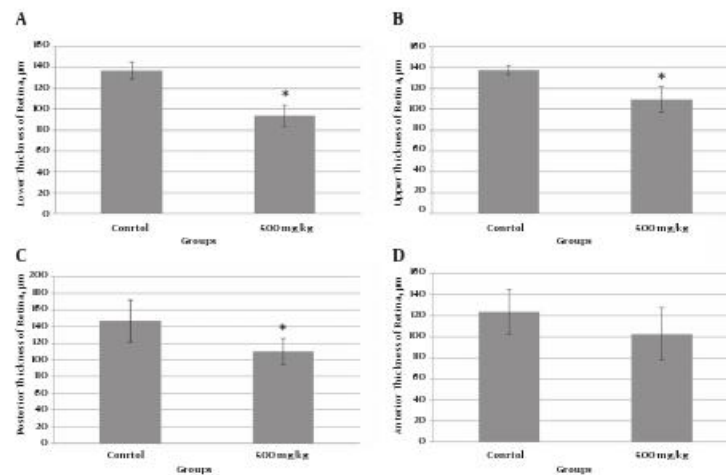 A
Lower Thickness of Retina, μm
160
140
120
100
80
60
40
20
0
Conrtol
600 mg/kg
Groups
*
B
Upper Thickness of Retina, μm
160
140
120
100
80
60
40
20
0
Conrtol
600 mg/kg
Groups
*
C
Posterior Thickness of Retina, μm
200
180
160
140
120
100
80
60
40
20
0
Conrtol
600 mg/kg
Groups
*
D
Anterior Thickness of Retina, μm
160
140
120
100
80
60
40
20
0
Conrtol
600 mg/kg
Groups